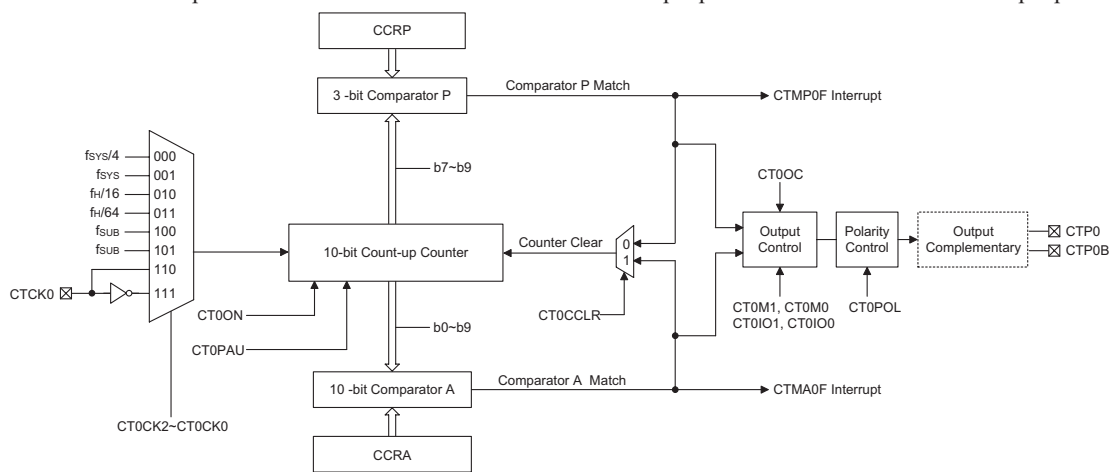 CCRP
3 -bit Comparator P
Comparator P Match
CTMP0F Interrupt
b7~b9
fSYS/4
000
fSYS
001
fH/16
010
fH/64
011
fSUB
100
fSUB
101
110
111
CTCK0
CT0CK2~CT0CK0
10-bit Count-up Counter
CT0ON
CT0PAU
Counter Clear
0
1
CT0CCLR
b0~b9
10 -bit Comparator A
Comparator A Match
CTMA0F Interrupt
CCRA
CT0OC
Output
Control
CT0M1, CT0M0
CT0IO1, CT0IO0
Polarity
Control
CT0POL
Output
Complementary
CTP0
CTP0B